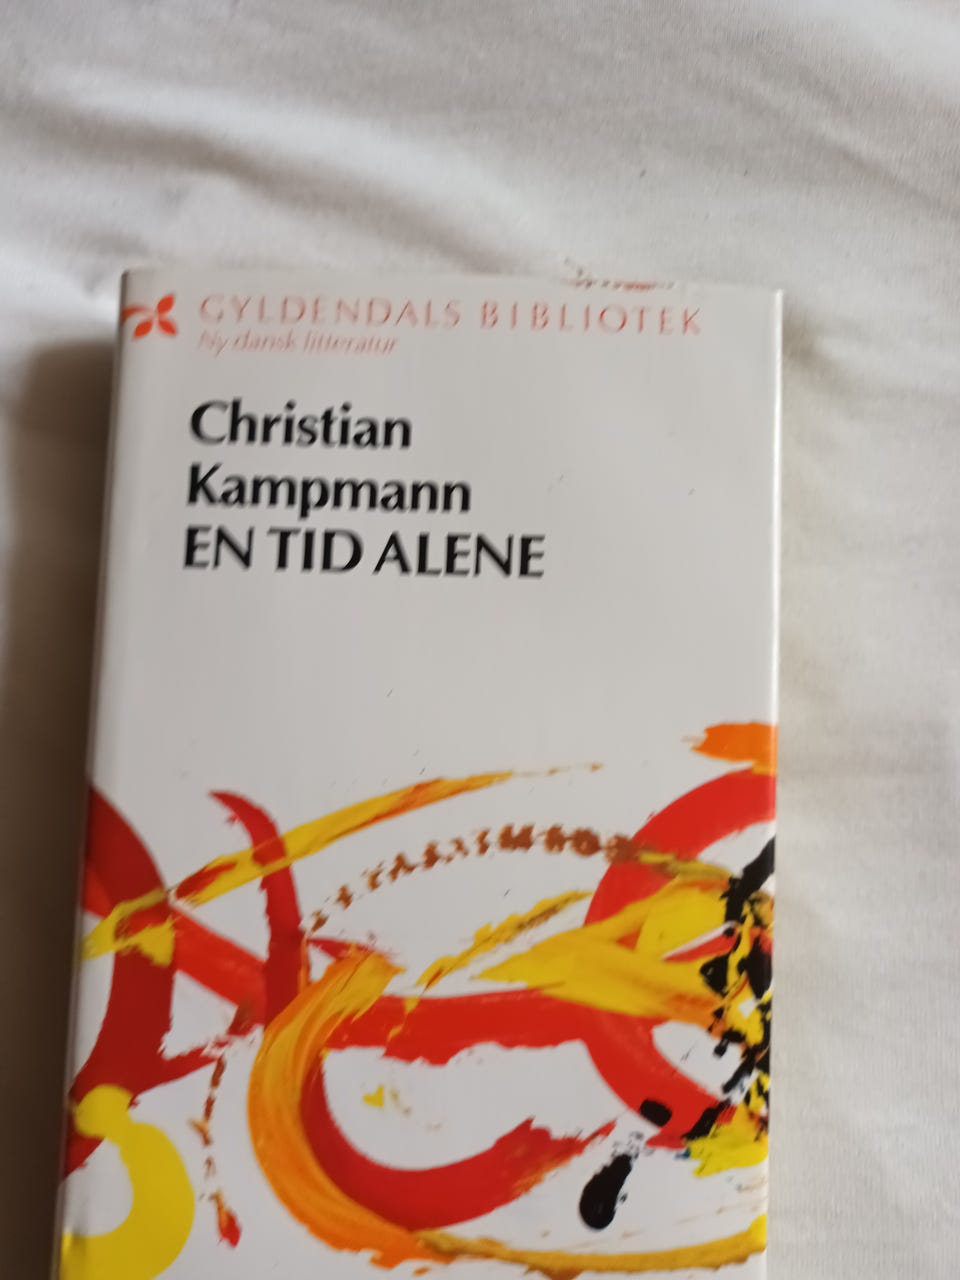 GYLDENDALS BIBLIOTEK
Ny dansk litteratur
Christian
Kampmann
EN TID ALENE